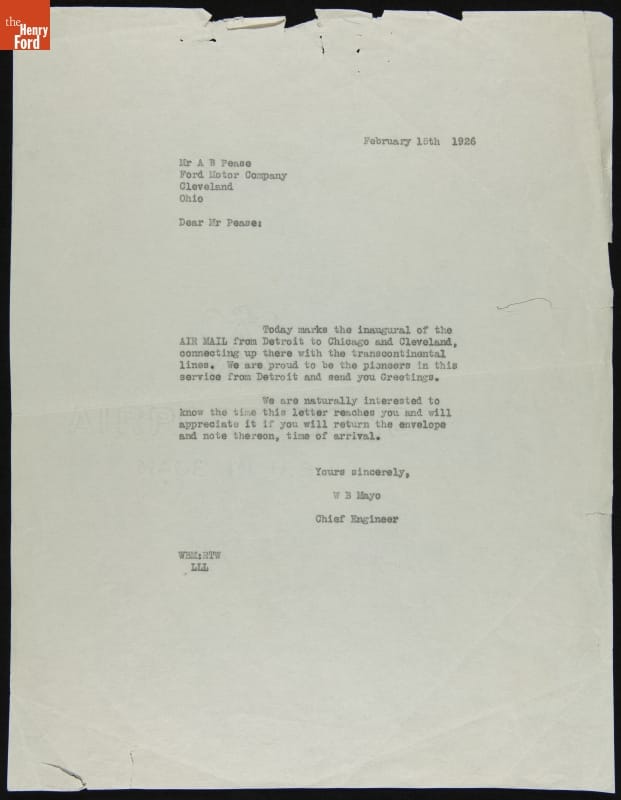 the
Henry
Ford
February 15th 1926
Mr A B Pease
Ford Motor Company
Cleveland
Ohio
Dear Mr Pease:
Today marks the inaugural of the
AIR MAIL from Detroit to Chicago and Cleveland,
connecting up there with the transcontinental
lines. We are proud to be the pioneers in this
service from Detroit and send you Greetings.
We are naturally interested to
know the time this letter reaches you and will
appreciate it if you will return the envelope
and note thereon, time of arrival.
Yours sincerely,
W B Mayo
Chief Engineer
WBM:RTW
LLL